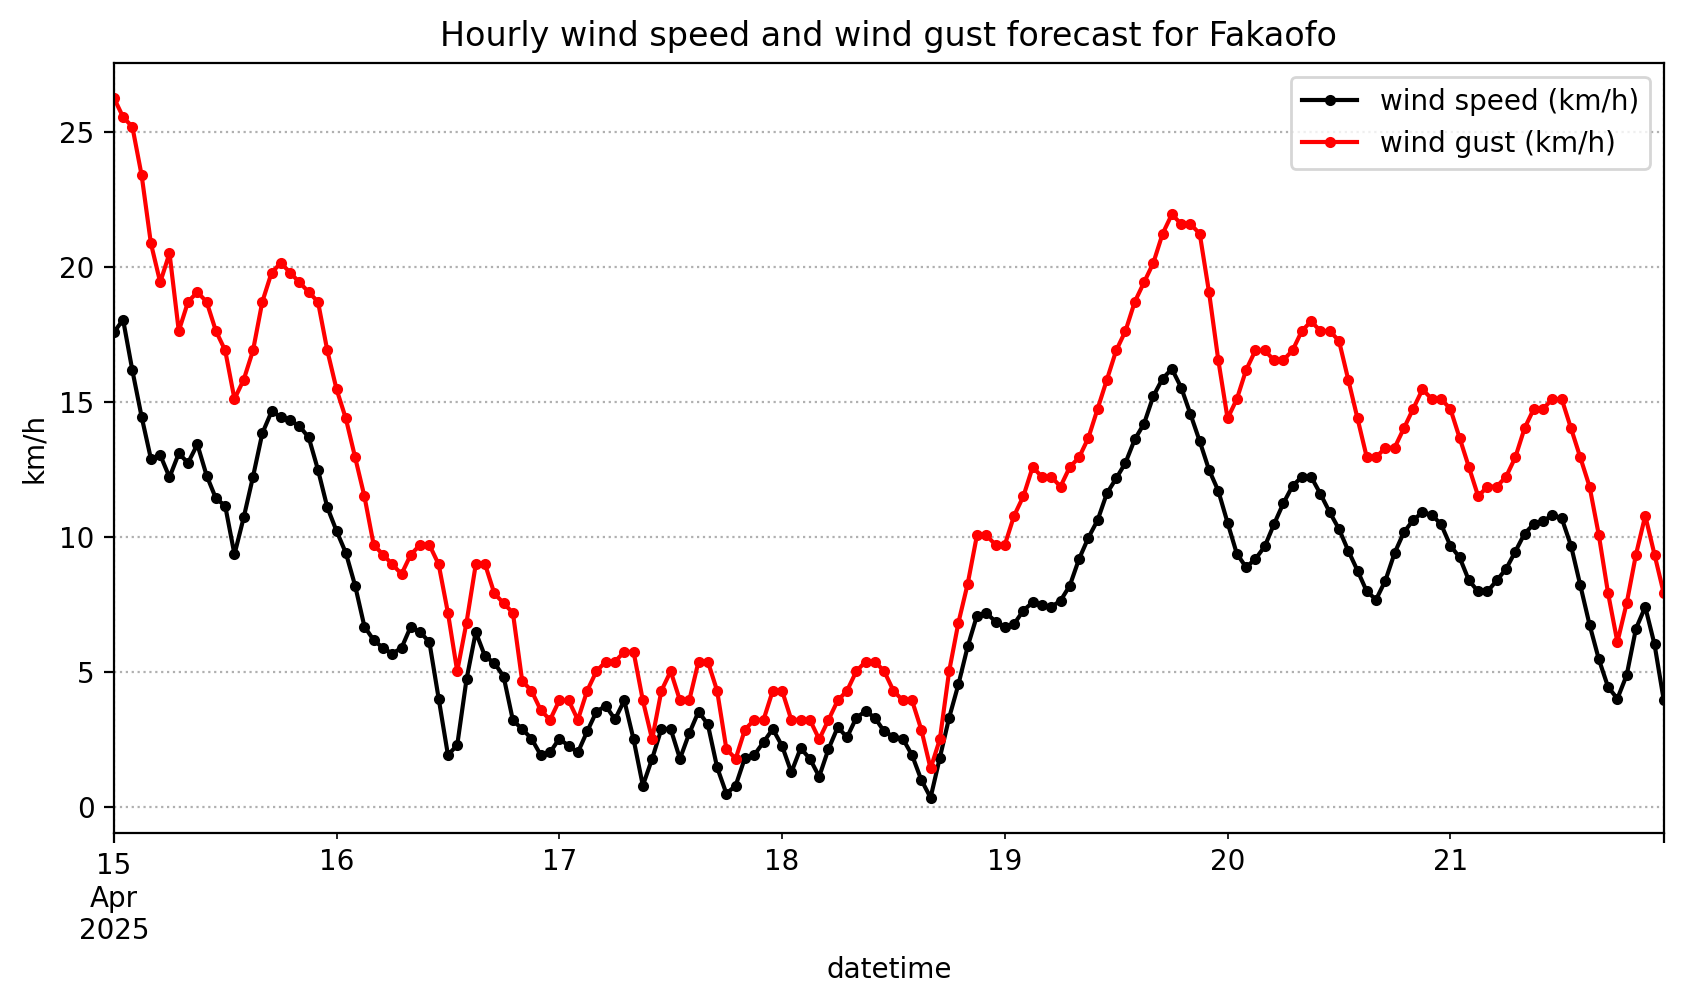 Hourly wind speed and wind gust forecast for Fakaofo
wind speed (km/h)
wind gust (km/h)
km/h
25
20
15
10
5
0
15
Apr
2025
16
17
18
19
20
21
datetime